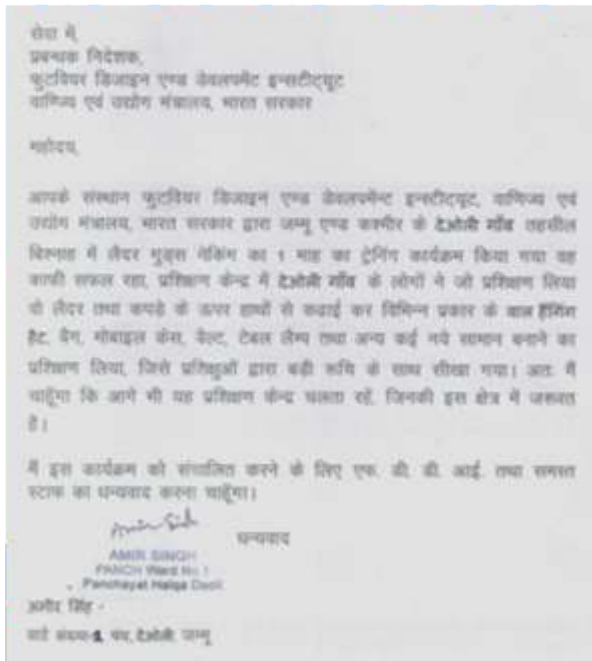 सेवा में,
प्रबन्धक निदेशक,
फुटवियर डिजाइन एण्ड डेवलपमेंट इन्सटीट्यूट
वाणिज्य एवं उद्योग मंत्रालय, भारत सरकार
महोदय,
आपके संस्थान फुटवियर डिजाइन एण्ड डेवलपमेन्ट इन्सटीट्यूट, वाणिज्य एवं
उद्योग मंत्रालय, भारत सरकार द्वारा जम्मू एण्ड कश्मीर के देओली गाँव तहसील
बिश्नाह में लैदर गुड्स मेकिंग का 1 माह का ट्रेनिंग कार्यक्रम किया गया वह
काफी सफल रहा, प्रशिक्षण केन्द्र में देओली गाँव के लोगों ने जो प्रशिक्षण लिया
वो लैदर तथा कपडे के ऊपर हाथों से कढाई कर विभिन्न प्रकार के वाल हैंगिंग
हैट, बैग, मोबाइल केस, बेल्ट, टेबल लैम्प तथा अन्य कई नये सामान बनाने का
प्रशिक्षण लिया, जिसे प्रशिक्षुओं द्वारा बड़ी रूचि के साथ सीखा गया। अतः मैं
चाहूँगा कि आगे भी यह प्रशिक्षण केन्द्र चलता रहें, जिनकी इस क्षेत्र में जरूरत
है।
मैं इस कार्यक्रम को संचालित करने के लिए एफ. डी. डी. आई. तथा समस्त
स्टाफ का धन्यवाद करना चाहूँगा।
Amir Singh
धन्यवाद
AMIR SINGH
PANCH Ward No 1
Panchayat Halqa Deoli
अमीर सिंह -
वार्ड संख्या-1 पंच, देओली जम्मू